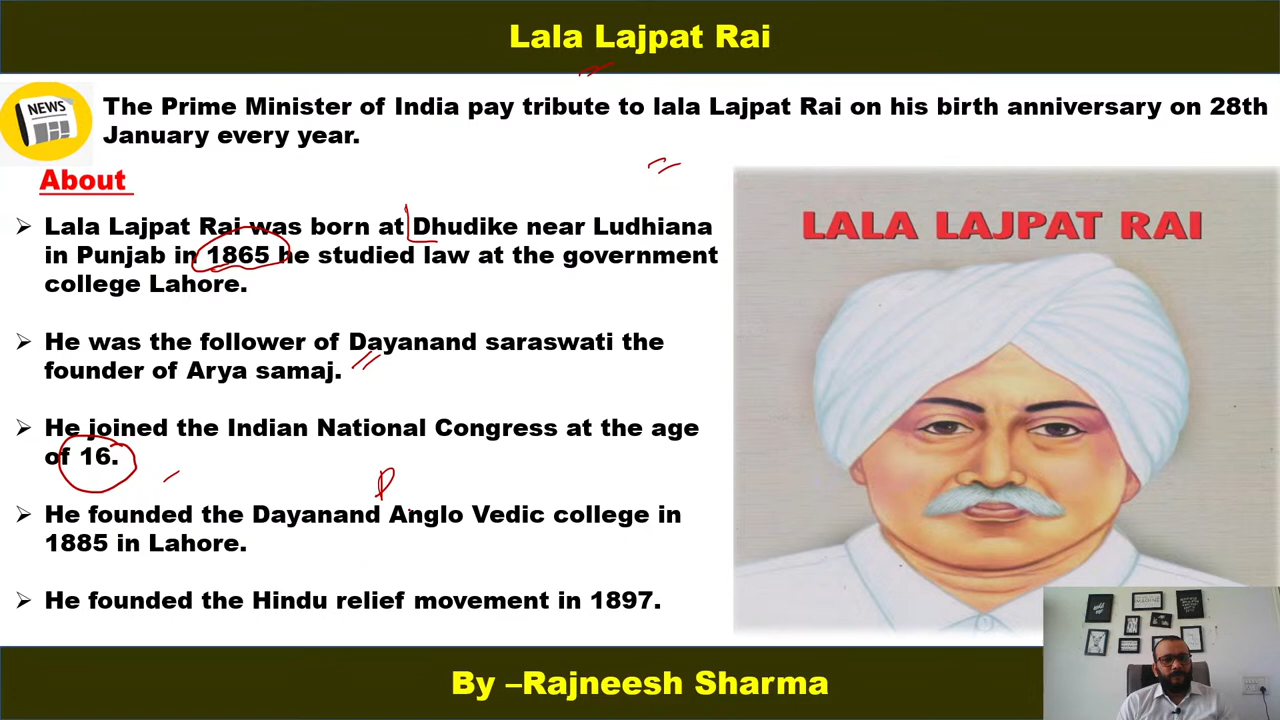 Lala Lajpat Rai
NEWS
The Prime Minister of India pay tribute to lala Lajpat Rai on his birth anniversary on 28th
January every year.
About
➢ Lala Lajpat Rai was born at Dhudike near Ludhiana
in Punjab in 1865 he studied law at the government
college Lahore.
➢ He was the follower of Dayanand saraswati the
founder of Arya samaj.
➢ He joined the Indian National Congress at the age
of 16.
➢ He founded the Dayanand Anglo Vedic college in
1885 in Lahore.
➢ He founded the Hindu relief movement in 1897.
LALA LAJPAT RAI
By –Rajneesh Sharma